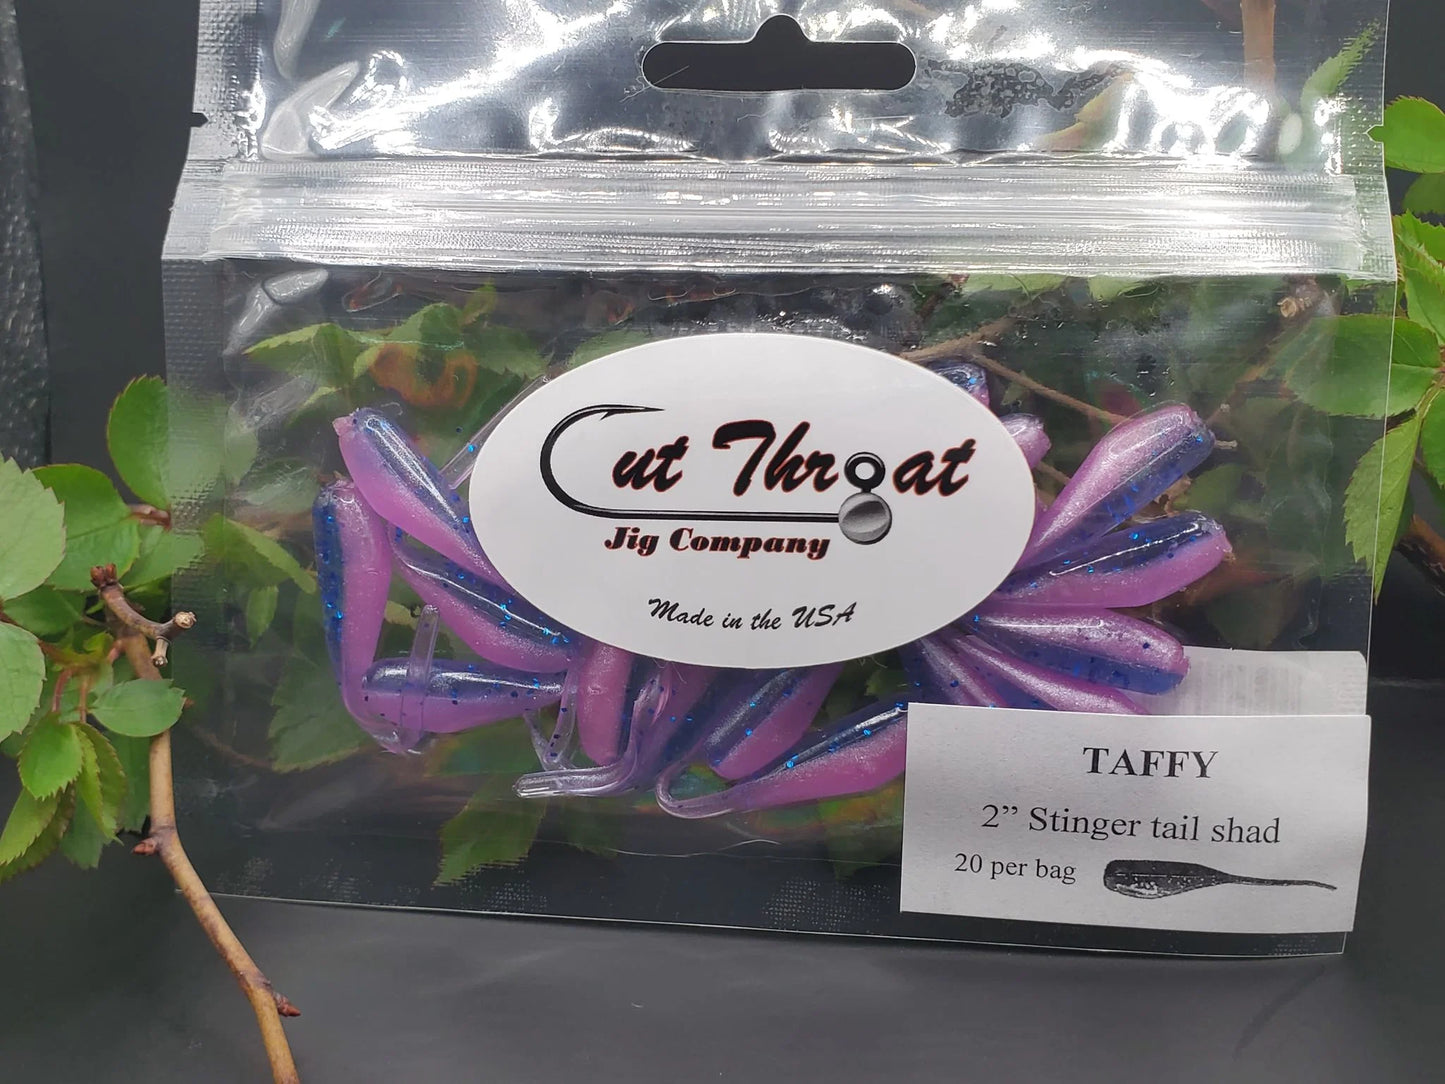 Cut Throat
Jig Company
Made in the USA
TAFFY
2” Stinger tail shad
20 per bag